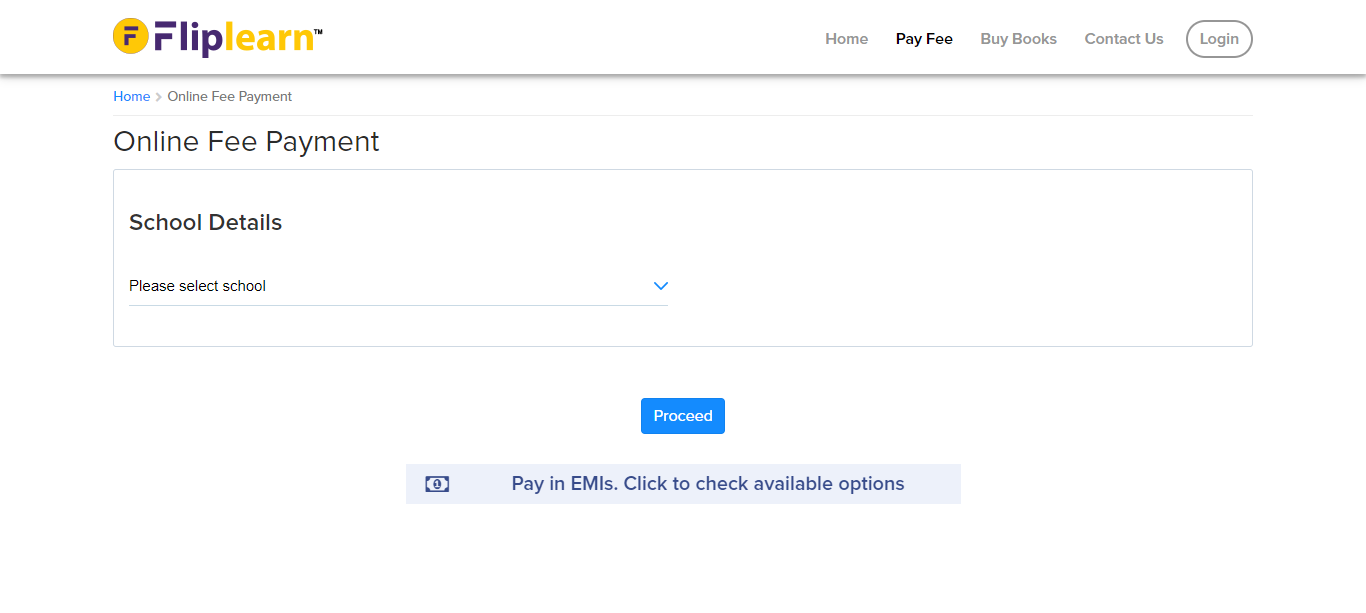 F Fliplearn™
Home Pay Fee Buy Books Contact Us Login
Home > Online Fee Payment
Online Fee Payment
School Details
Please select school
Proceed
Pay in EMIs. Click to check available options